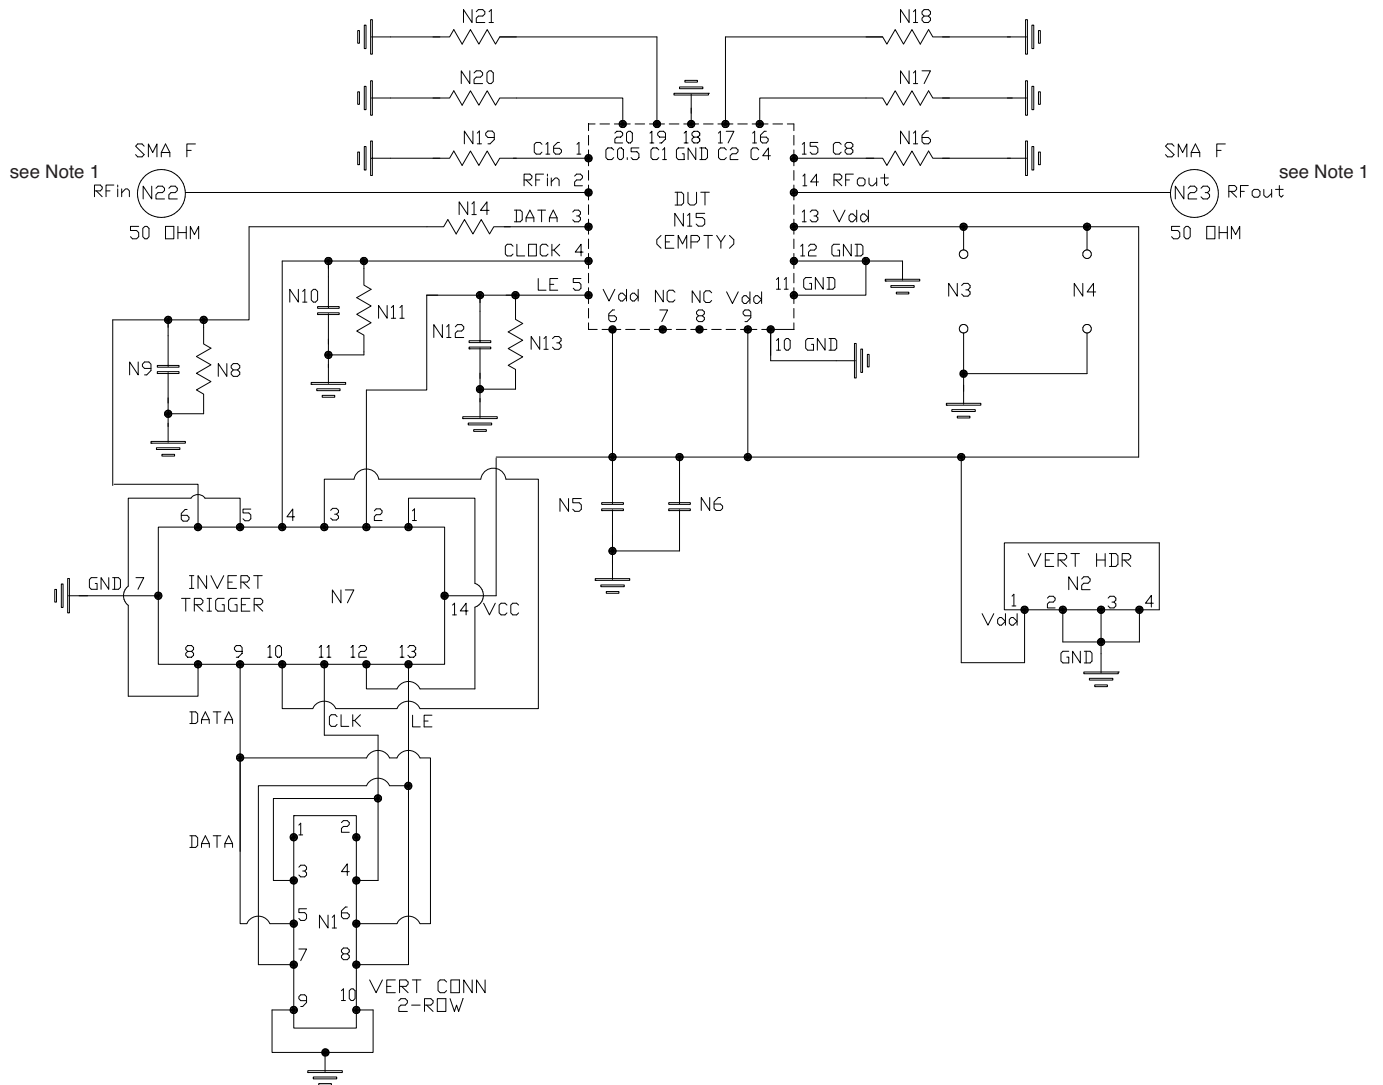 N21
N18
N20
N17
20 19 18 17 16
C0.5 C1 GND C2 C4
N19 C16 1
15 C8 N16
SMA F
SMA F
see Note 1
see Note 1
RFin N22
RFin 2
14 RFout
N23 RFout
50 OHM
50 OHM
DUT
N15
(EMPTY)
N14 DATA 3
13 Vdd
CLOCK 4
12 GND
LE 5
11 GND
Vdd NC NC Vdd
6 7 8 9
10 GND
N10 N11
N12 N13
N3 N4
N9 N8
N5 N6
6 5 4 3 2 1
GND 7
INVERT
TRIGGER
N7
14 VCC
8 9 10 11 12 13
VERT HDR
N2
1 2 3 4
Vdd
GND
DATA CLK LE
DATA
1 2
3 4
5 N1 6
7 8
9 10
VERT CONN
2-ROW